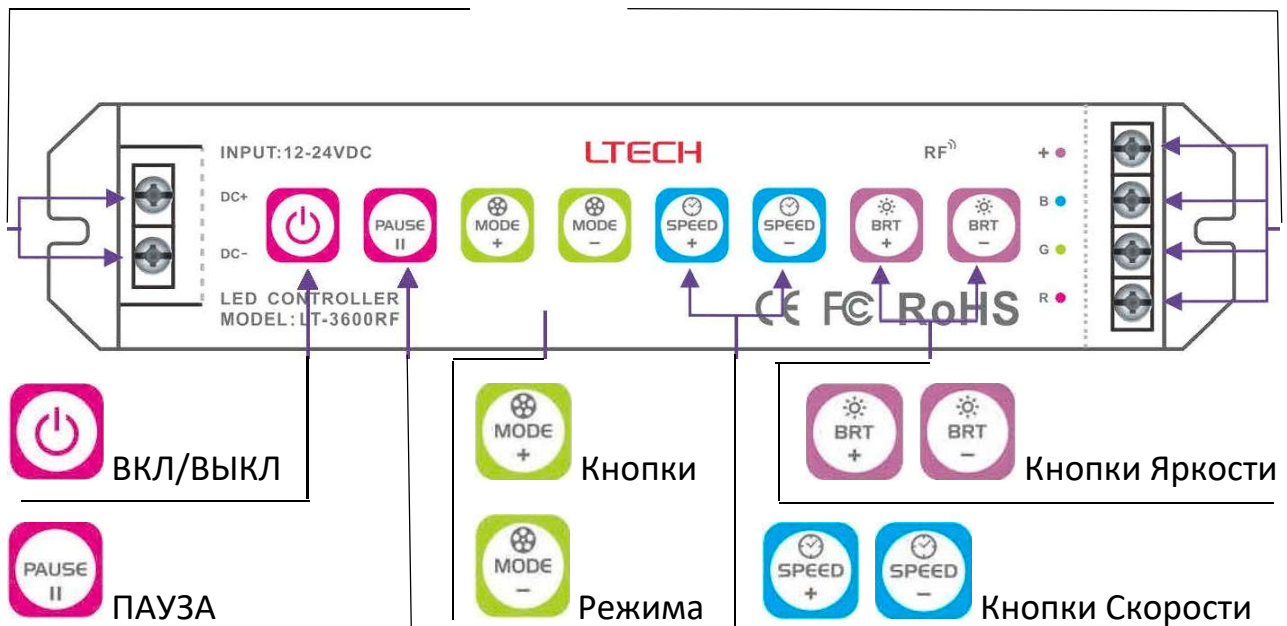 INPUT:12-24VDC LTECH RF +
DC+ PAUSE II MODE + MODE − SPEED + SPEED − BRT + BRT − B
DC− G
LED CONTROLLER R
MODEL: LT-3600RF CE FC RoHS
ВКЛ/ВЫКЛ
MODE
+
Кнопки
BRT
+
BRT
−
Кнопки Яркости
PAUSE
II
ПАУЗА
MODE
−
Режима
SPEED
+
SPEED
−
Кнопки Скорости